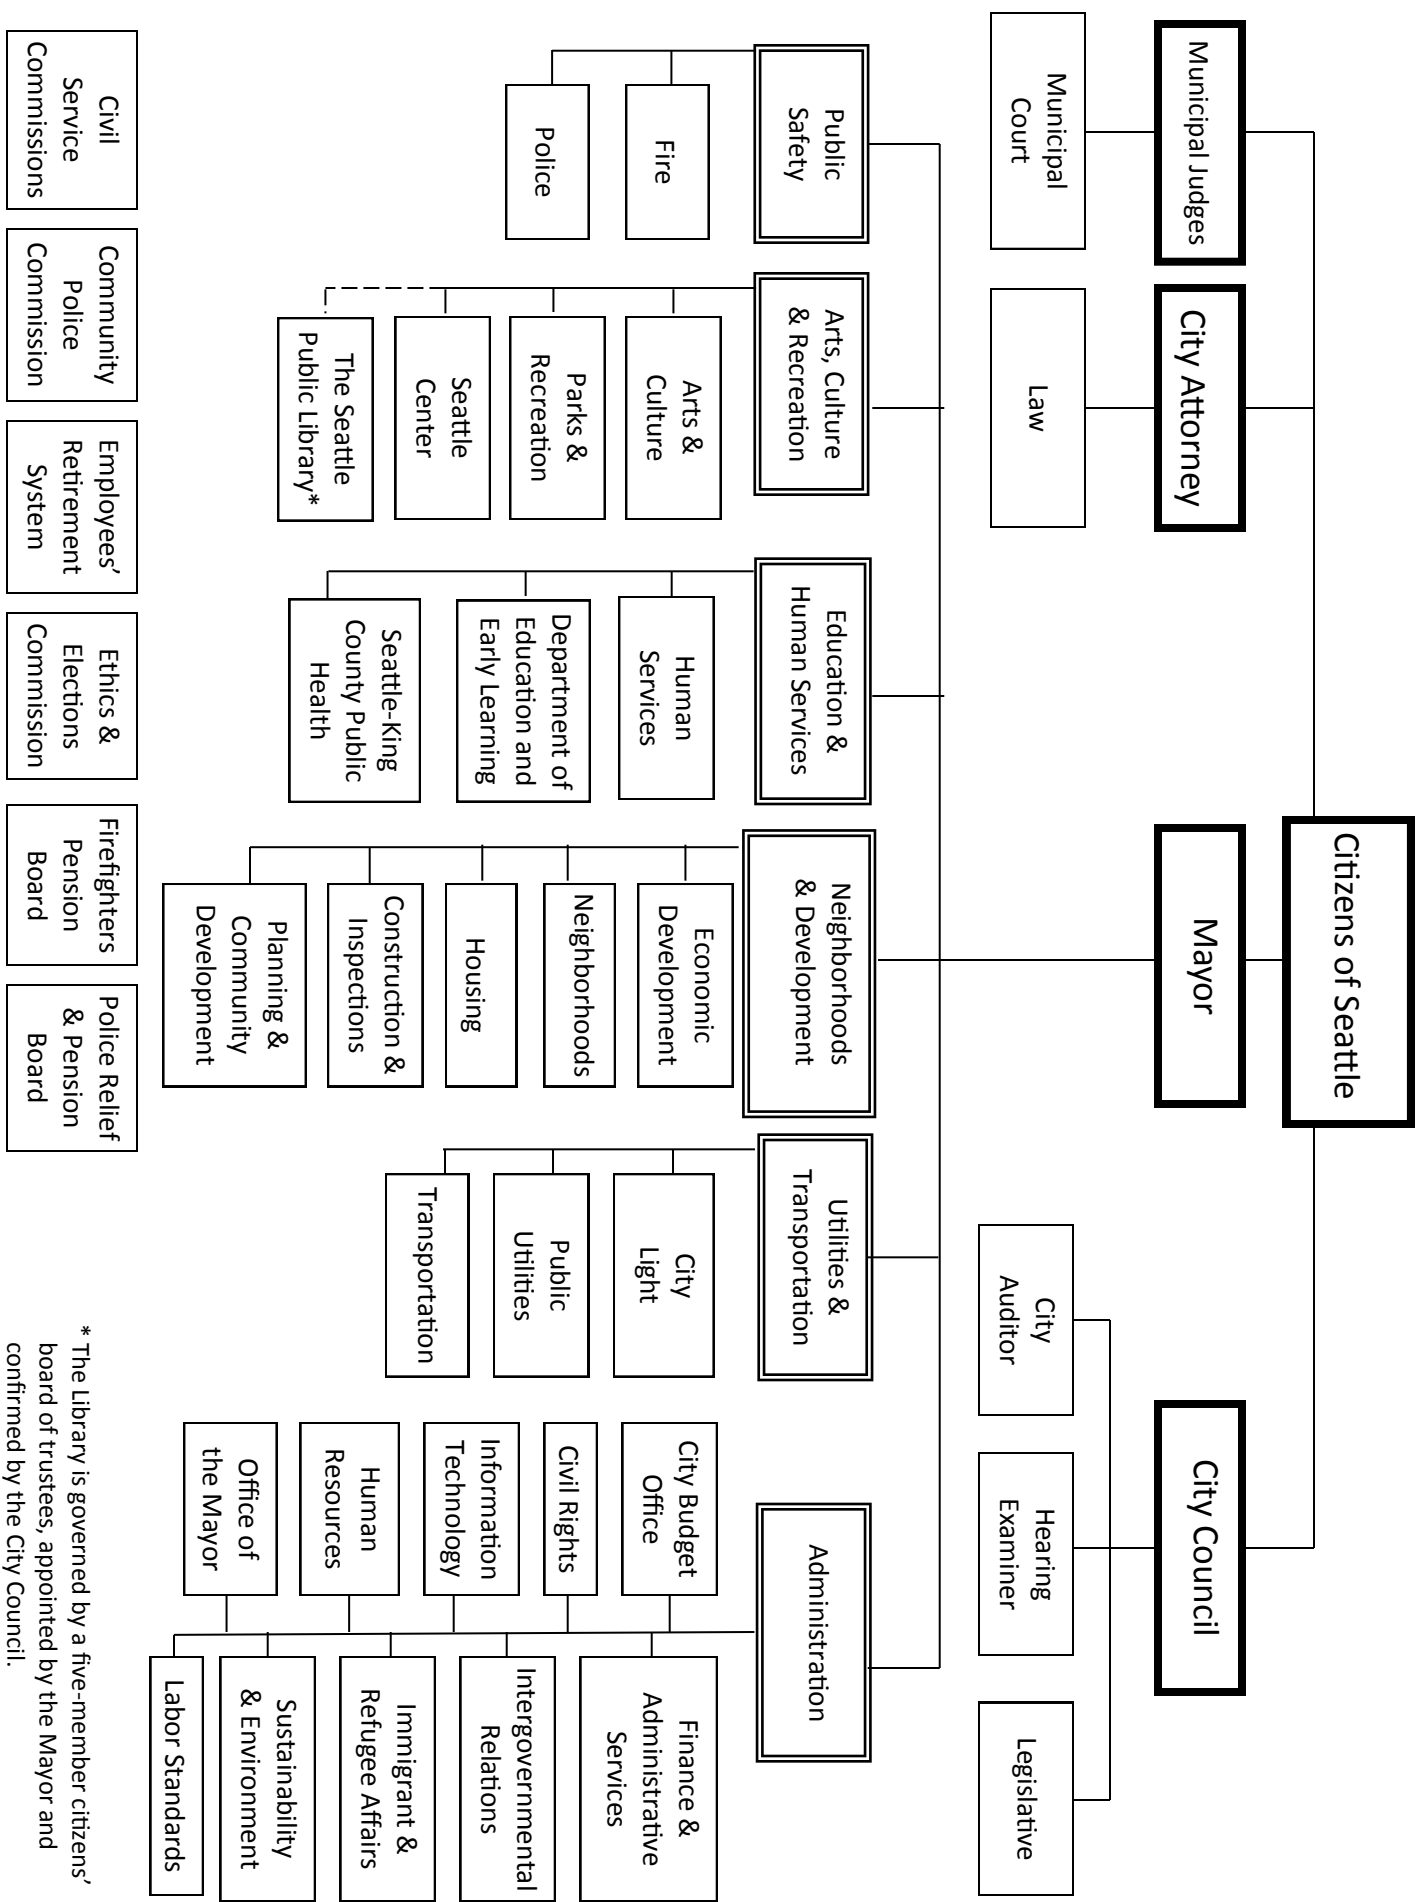 Citizens of Seattle
Municipal Judges
City Attorney
Mayor
City Council
Municipal
Court
Law
City
Auditor
Hearing
Examiner
Legislative
Public
Safety
Fire
Police
Arts, Culture
& Recreation
Arts &
Culture
Parks &
Recreation
Seattle
Center
The Seattle
Public Library*
Education &
Human Services
Human
Services
Department of
Education and
Early Learning
Seattle-King
County Public
Health
Neighborhoods
& Development
Economic
Development
Neighborhoods
Housing
Construction &
Inspections
Planning &
Community
Development
Utilities &
Transportation
City
Light
Public
Utilities
Transportation
Administration
City Budget
Office
Civil Rights
Information
Technology
Human
Resources
Office of
the Mayor
Finance &
Administrative
Services
Intergovernmental
Relations
Immigrant &
Refugee Affairs
Sustainability
& Environment
Labor Standards
Civil
Service
Commissions
Community
Police
Commission
Employees’
Retirement
System
Ethics &
Elections
Commission
Firefighters
Pension
Board
Police Relief
& Pension
Board
* The Library is governed by a five-member citizens’
board of trustees, appointed by the Mayor and
confirmed by the City Council.